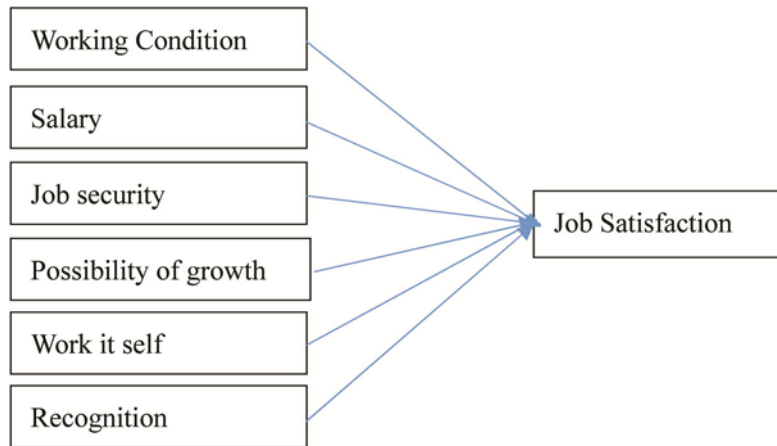 Working Condition
Salary
Job security
Possibility of growth
Work it self
Recognition
Job Satisfaction